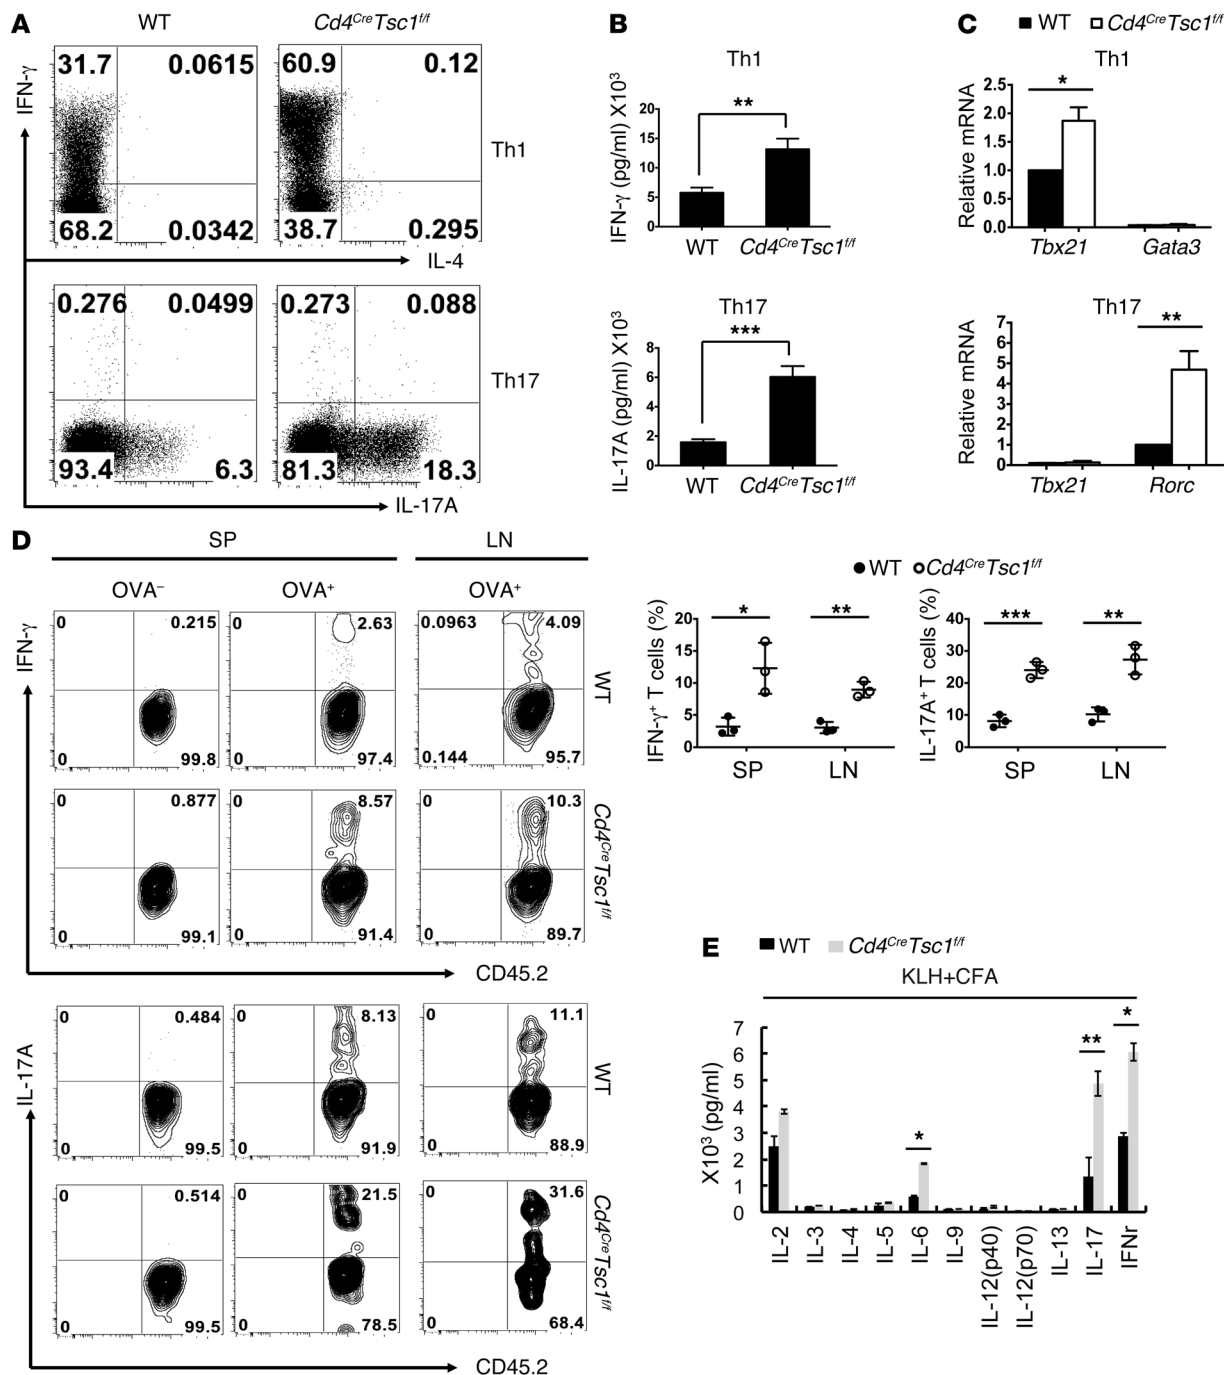 A
WT
Cd4CreTsc1f/f
IFN-γ
31.7
0.0615
60.9
0.12
Th1
68.2
0.0342
38.7
0.295
IL-4
0.276
0.0499
0.273
0.088
Th17
93.4
6.3
81.3
18.3
IL-17A
B
Th1
IFN-γ (pg/ml) X10³
20
15
10
5
0
**
WT
Cd4CreTsc1f/f
Th17
IL-17A (pg/ml) X10³
8
6
4
2
0
***
WT
Cd4CreTsc1f/f
C
WT
Cd4CreTsc1f/f
Th1
Relative mRNA
2.5
2.0
1.5
1.0
0.5
0.0
*
Tbx21
Gata3
Th17
Relative mRNA
7
6
5
4
2
1
0
**
Tbx21
Rorc
D
SP
LN
OVA–
OVA+
OVA+
IFN-γ
0
0.215
0
2.63
0.0963
4.09
WT
0
99.8
0
97.4
0.144
95.7
0
0.877
0
8.57
0
10.3
Cd4CreTsc1f/f
0
99.1
0
91.4
0
89.7
CD45.2
IL-17A
0
0.484
0
8.13
0
11.1
WT
0
99.5
0
91.9
0
88.9
0
0.514
0
21.5
0
31.6
Cd4CreTsc1f/f
0
99.5
0
78.5
0
68.4
CD45.2
WT
Cd4CreTsc1f/f
IFN-γ+ T cells (%)
20
15
10
5
0
*
**
SP
LN
IL-17A+ T cells (%)
40
30
20
10
0
***
**
SP
LN
E
WT
Cd4CreTsc1f/f
KLH+CFA
X10³ (pg/ml)
7
6
5
4
3
2
1
0
*
**
*
IL-2
IL-3
IL-4
IL-5
IL-6
IL-9
IL-12(p40)
IL-12(p70)
IL-13
IL-17
IFNr